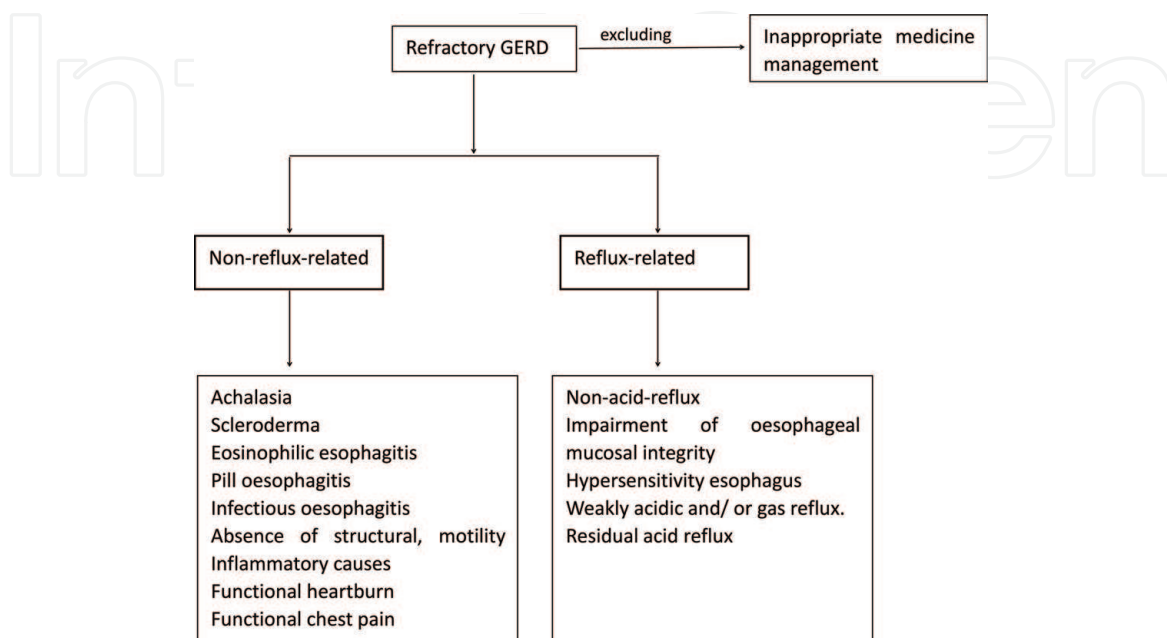 Refractory GERD
excluding
Inappropriate medicine
management
Non-reflux-related
Reflux-related
Achalasia
Scleroderma
Eosinophilic esophagitis
Pill oesophagitis
Infectious oesophagitis
Absence of structural, motility
Inflammatory causes
Functional heartburn
Functional chest pain
Non-acid-reflux
Impairment of oesophageal
mucosal integrity
Hypersensitivity esophagus
Weakly acidic and/ or gas reflux.
Residual acid reflux